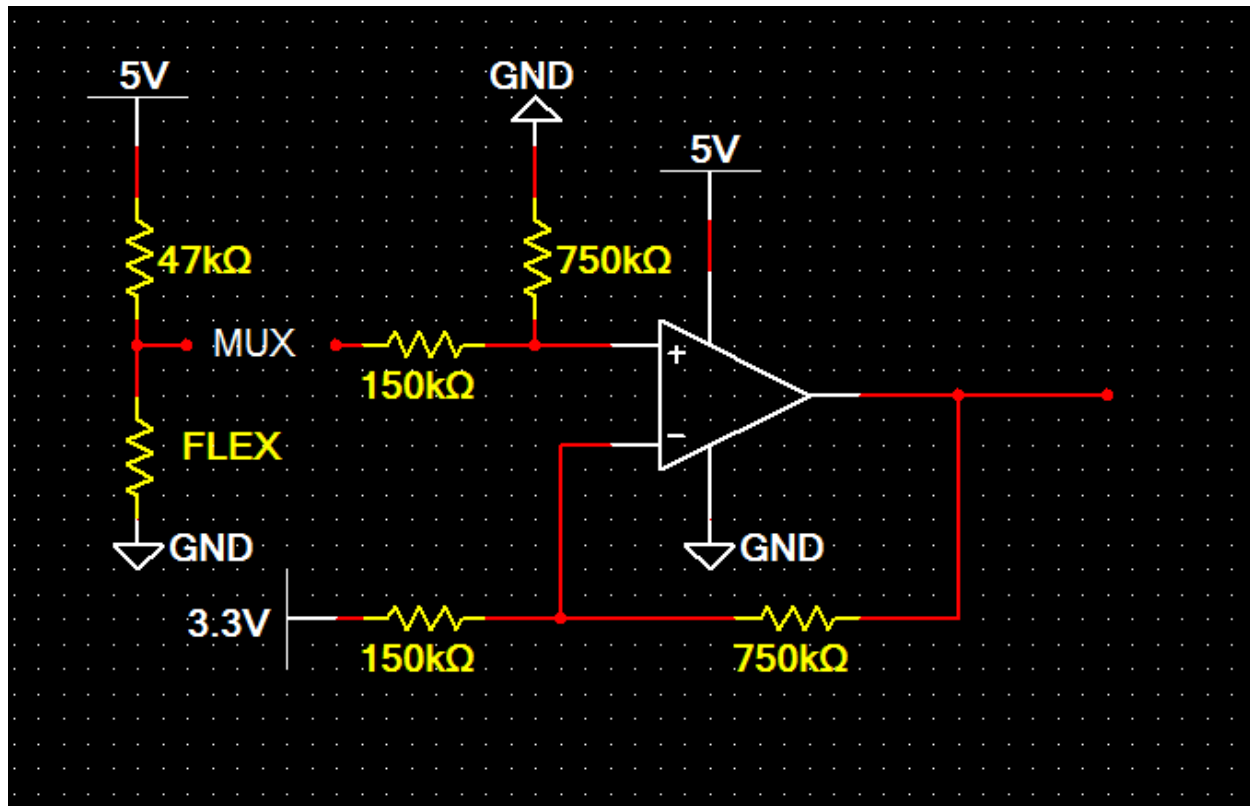 5V
GND
5V
47kΩ
750kΩ
MUX
+
150kΩ
−
FLEX
GND
GND
3.3V
150kΩ
750kΩ